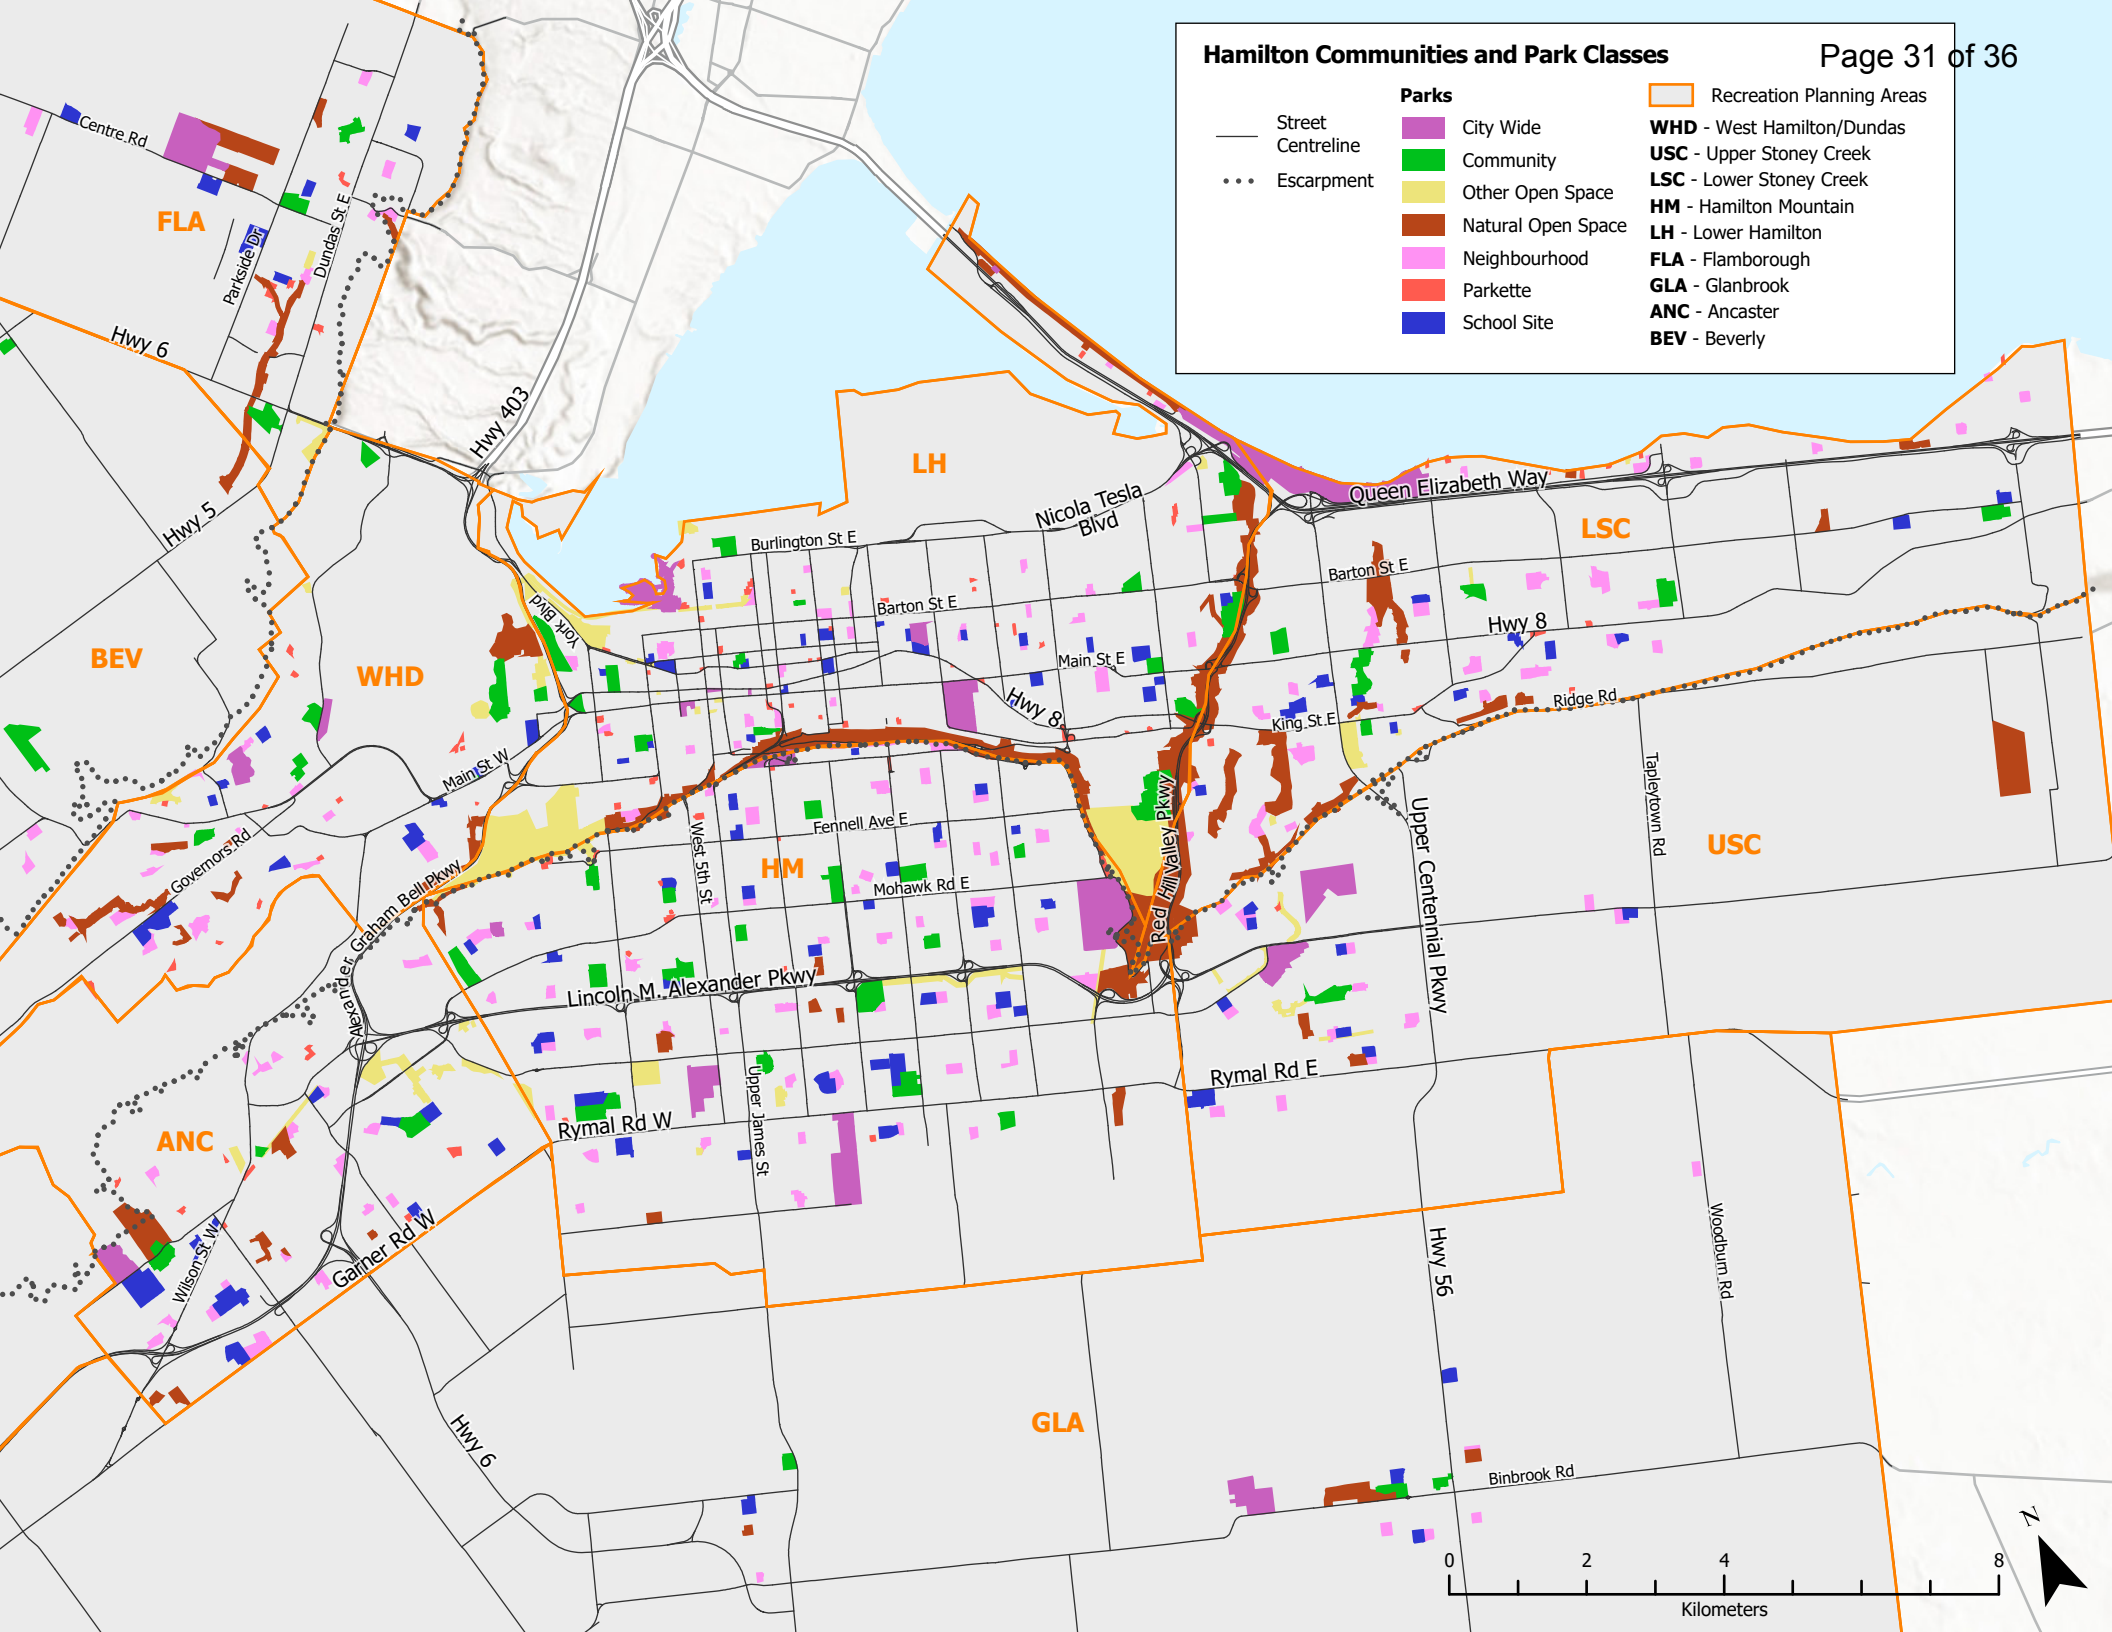 Hamilton Communities and Park Classes
Page 31 of 36
Street
Centreline
Escarpment
Parks
City Wide
Community
Other Open Space
Natural Open Space
Neighbourhood
Parkette
School Site
Recreation Planning Areas
WHD - West Hamilton/Dundas
USC - Upper Stoney Creek
LSC - Lower Stoney Creek
HM - Hamilton Mountain
LH - Lower Hamilton
FLA - Flamborough
GLA - Glanbrook
ANC - Ancaster
BEV - Beverly
Centre Rd
FLA
Parkside Dr
Dundas St E
Hwy 6
Hwy 403
Hwy 5
LH
Nicola Tesla
Blvd
Queen Elizabeth Way
LSC
Burlington St E
Barton St E
Barton St E
York Blvd
Hwy 8
BEV
WHD
Main St E
Hwy 8
King St E
Ridge Rd
Main St W
Governors Rd
West 5th St
Fennell Ave E
HM
Mohawk Rd E
Red Hill Valley Pkwy
Upper Centennial Pkwy
Tapleytown Rd
USC
Alexander Graham Bell Pkwy
Lincoln M. Alexander Pkwy
Rymal Rd E
Rymal Rd W
Upper James St
ANC
Wilson St W
Garner Rd W
Hwy 56
Woodburn Rd
Hwy 6
GLA
Binbrook Rd
N
0 2 4 8
Kilometers